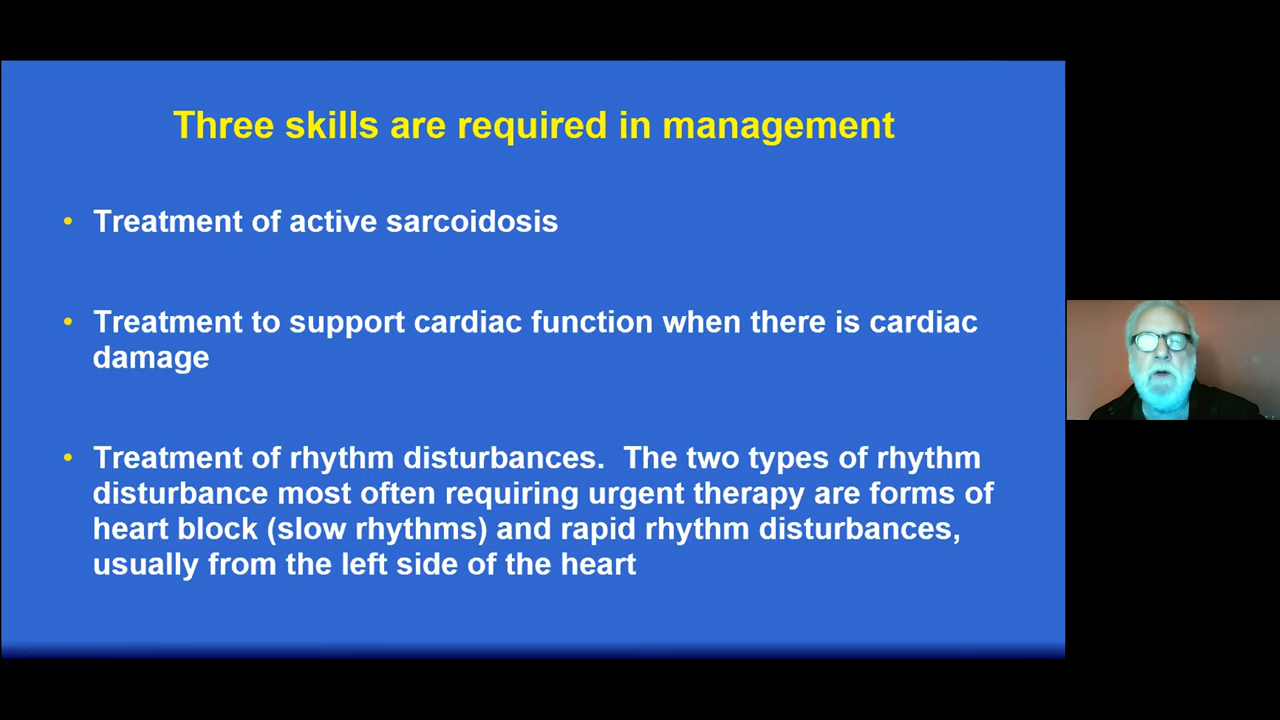 Three skills are required in management
• Treatment of active sarcoidosis
• Treatment to support cardiac function when there is cardiac
damage
• Treatment of rhythm disturbances.  The two types of rhythm
disturbance most often requiring urgent therapy are forms of
heart block (slow rhythms) and rapid rhythm disturbances,
usually from the left side of the heart